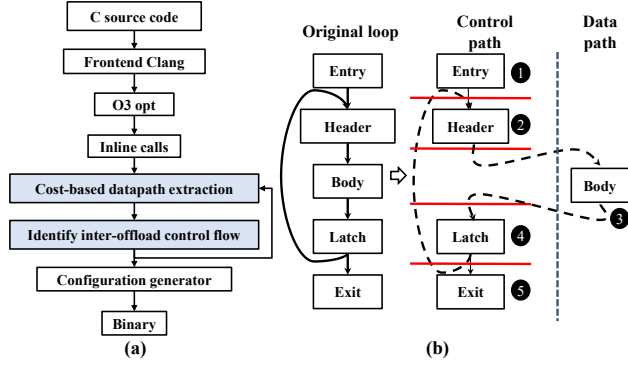 C source code
Frontend Clang
O3 opt
Inline calls
Cost-based datapath extraction
Identify inter-offload control flow
Configuration generator
Binary
(a)
Original loop
Entry
Header
Body
Latch
Exit
Control
path
Entry
1
Header
2
Latch
4
Exit
5
Data
path
Body
3
(b)